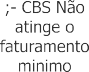 ;- CBS Não
atinge o
faturamento
minimo